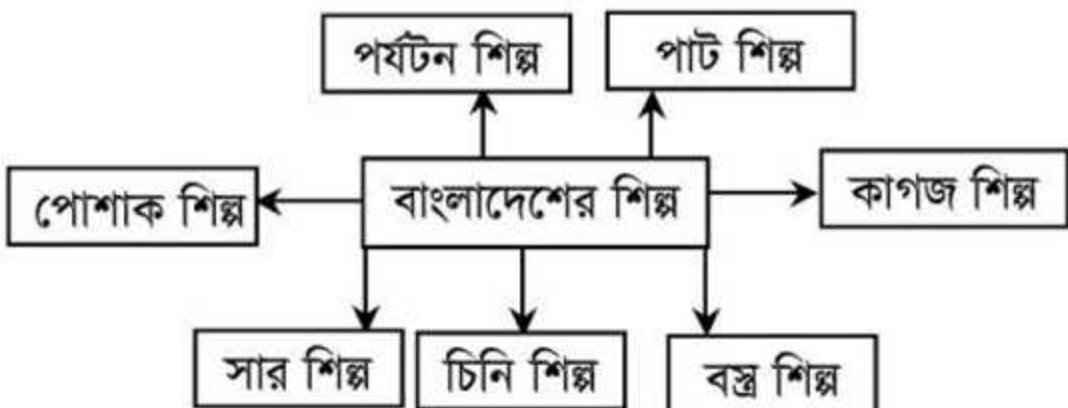 পর্যটন শিল্প
পাট শিল্প
পোশাক শিল্প
বাংলাদেশের শিল্প
কাগজ শিল্প
সার শিল্প
চিনি শিল্প
বস্ত্র শিল্প